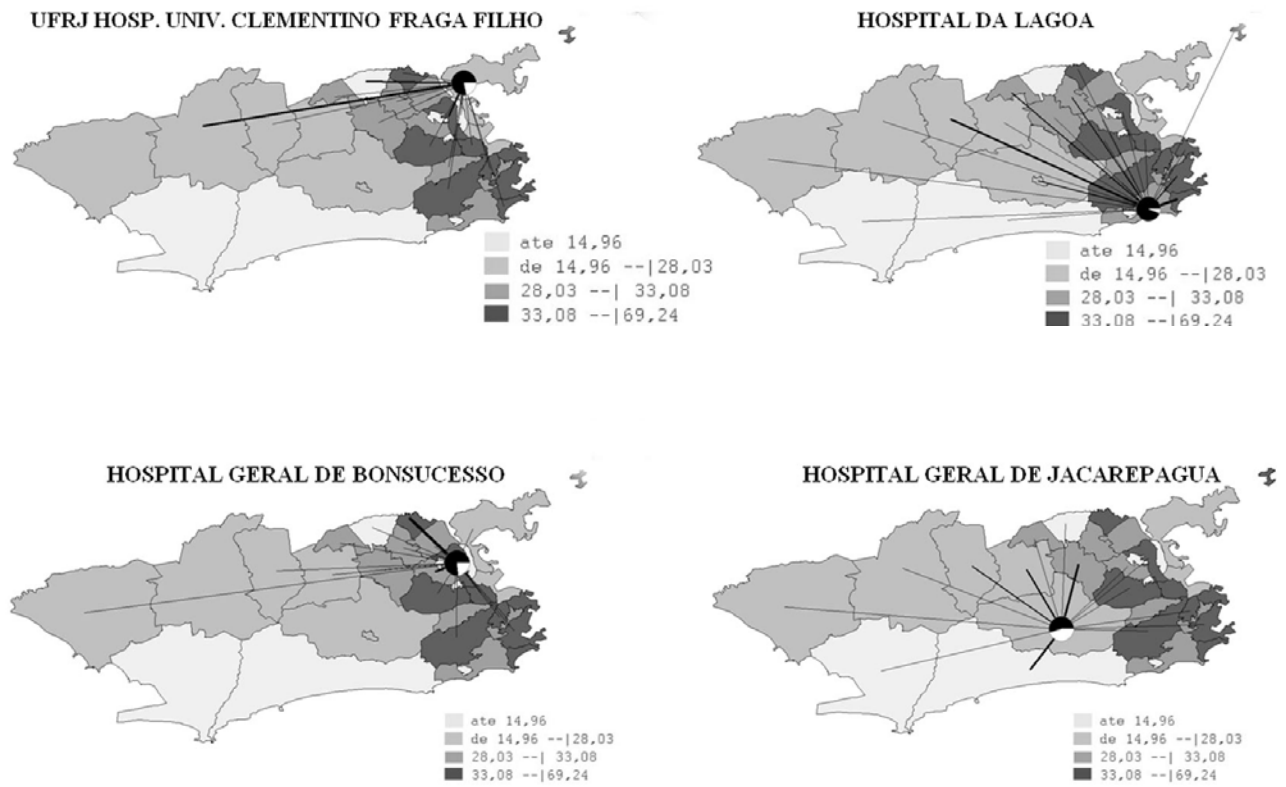 UFRJ HOSP. UNIV. CLEMENTINO FRAGA FILHO
ate 14,96
de 14,96 --|28,03
28,03 --| 33,08
33,08 --|69,24
HOSPITAL DA LAGOA
ate 14,96
de 14,96 --|28,03
28,03 --| 33,08
33,08 --|69,24
HOSPITAL GERAL DE BONSUCESSO
ate 14,96
de 14,96 --|28,03
28,03 --| 33,08
33,08 --|69,24
HOSPITAL GERAL DE JACAREPAGUA
ate 14,96
de 14,96 --|28,03
28,03 --| 33,08
33,08 --|69,24